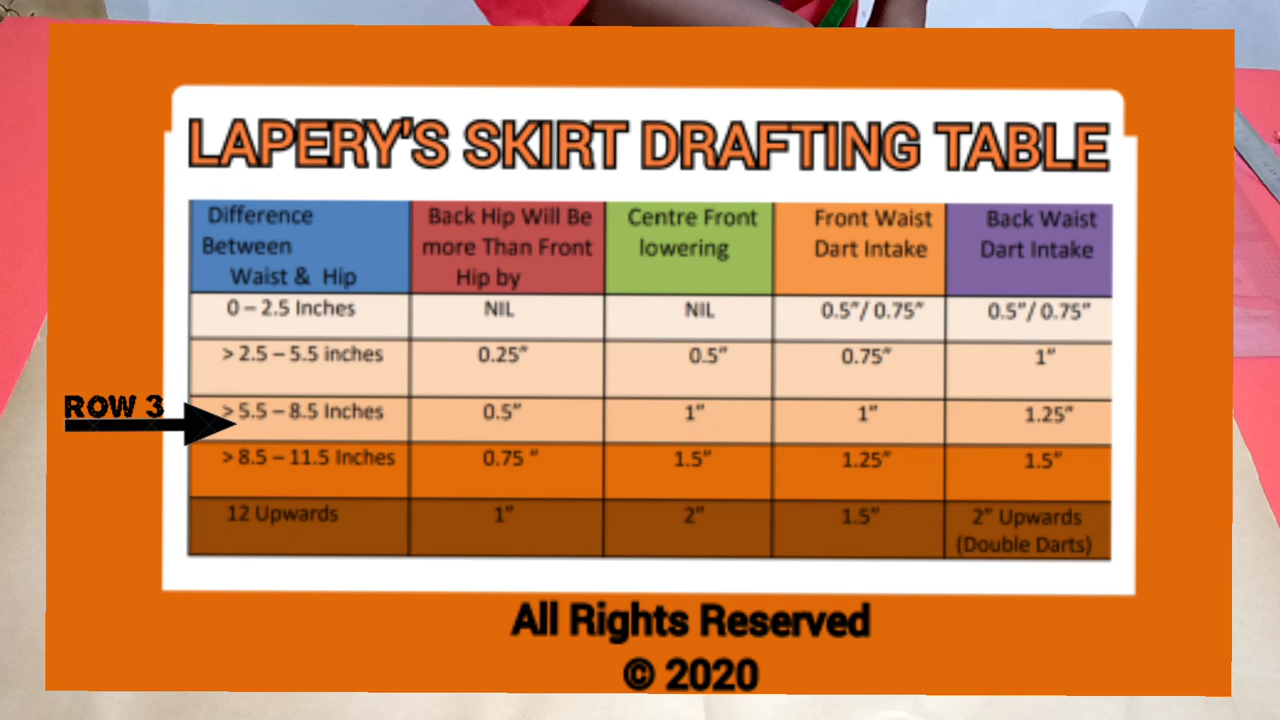 LAPERY'S SKIRT DRAFTING TABLE
Difference Between Waist & Hip
Back Hip Will Be more Than Front Hip by
Centre Front lowering
Front Waist Dart Intake
Back Waist Dart Intake
0 – 2.5 Inches NIL NIL 0.5”/ 0.75” 0.5”/ 0.75”
> 2.5 – 5.5 inches 0.25” 0.5” 0.75” 1”
ROW 3
> 5.5 – 8.5 Inches 0.5” 1” 1” 1.25”
> 8.5 – 11.5 Inches 0.75 “ 1.5” 1.25” 1.5”
12 Upwards 1” 2” 1.5” 2” Upwards (Double Darts)
All Rights Reserved
© 2020